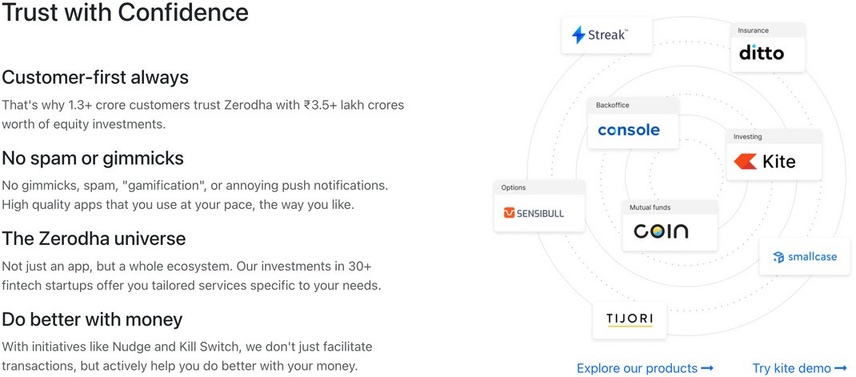 Trust with Confidence
Customer-first always
That's why 1.3+ crore customers trust Zerodha with ₹3.5+ lakh crores
worth of equity investments.
No spam or gimmicks
No gimmicks, spam, "gamification", or annoying push notifications.
High quality apps that you use at your pace, the way you like.
The Zerodha universe
Not just an app, but a whole ecosystem. Our investments in 30+
fintech startups offer you tailored services specific to your needs.
Do better with money
With initiatives like Nudge and Kill Switch, we don't just facilitate
transactions, but actively help you do better with your money.
Streak™
Insurance
ditto
Backoffice
console
Investing
Kite
Options
SENSIBULL
Mutual funds
coin
smallcase
TIJORI
Explore our products →
Try kite demo →